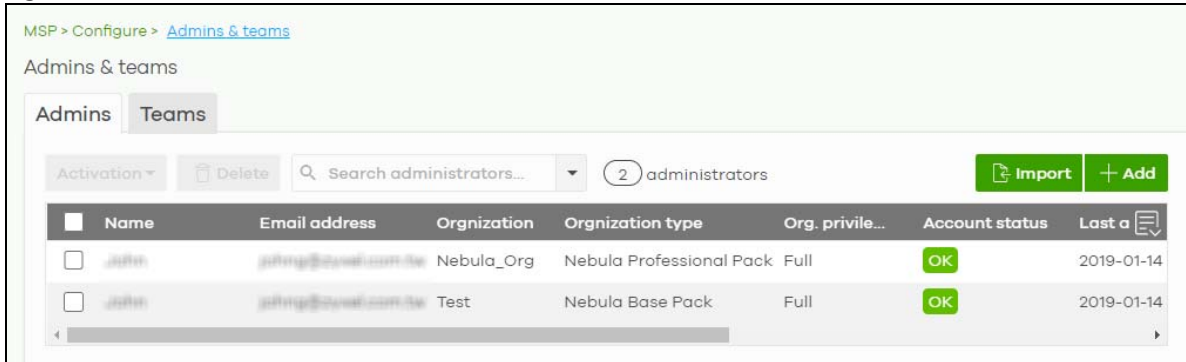 MSP > Configure > Admins & teams
Admins & teams
Admins Teams
Activation Delete Search administrators... 2 administrators Import + Add
Name Email address Orgnization Orgnization type Org. privile... Account status Last a
Nebula_Org Nebula Professional Pack Full OK 2019-01-14
Test Nebula Base Pack Full OK 2019-01-14